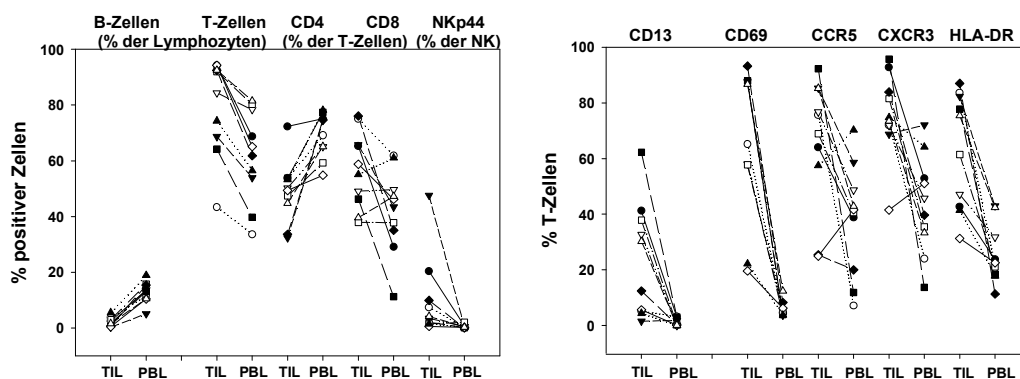 B-Zellen T-Zellen CD4 CD8 NKp44
(% der Lymphozyten) (% der T-Zellen) (% der NK)
% positiver Zellen
100
80
60
40
20
0
TIL PBL TIL PBL TIL PBL TIL PBL TIL PBL
CD13 CD69 CCR5 CXCR3 HLA-DR
% T-Zellen
100
80
60
40
20
0
TIL PBL TIL PBL TIL PBL TIL PBL TIL PBL